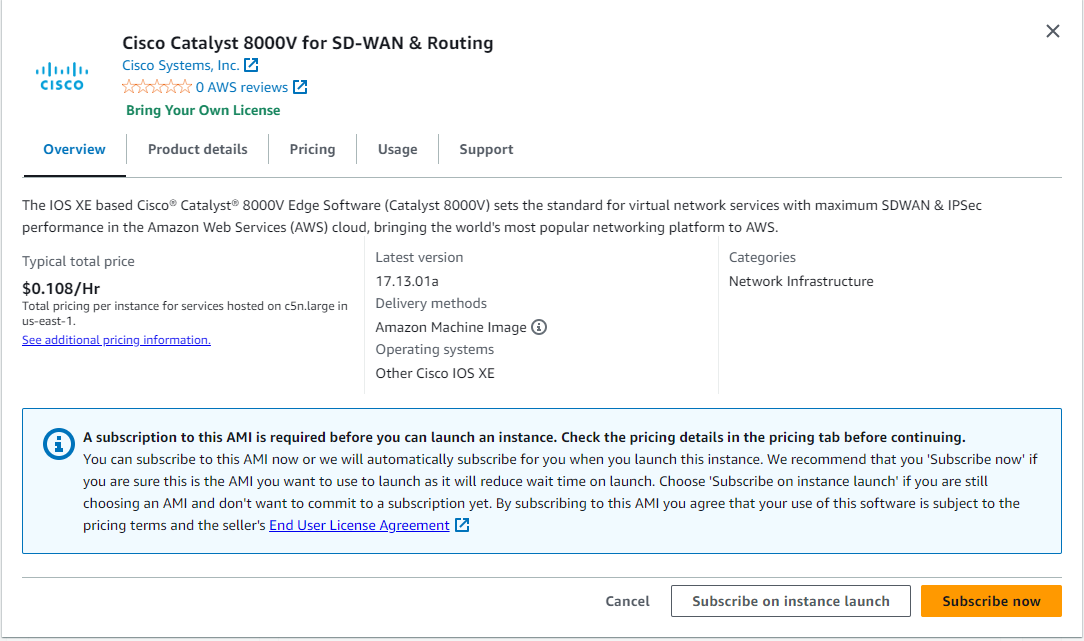 Cisco Catalyst 8000V for SD-WAN & Routing
CISCO
Cisco Systems, Inc.
0 AWS reviews
Bring Your Own License
Overview
Product details
Pricing
Usage
Support
The IOS XE based Cisco® Catalyst® 8000V Edge Software (Catalyst 8000V) sets the standard for virtual network services with maximum SDWAN & IPSec
performance in the Amazon Web Services (AWS) cloud, bringing the world's most popular networking platform to AWS.
Typical total price
$0.108/Hr
Total pricing per instance for services hosted on c5n.large in
us-east-1.
See additional pricing information.
Latest version
17.13.01a
Delivery methods
Amazon Machine Image
Operating systems
Other Cisco IOS XE
Categories
Network Infrastructure
A subscription to this AMI is required before you can launch an instance. Check the pricing details in the pricing tab before continuing.
You can subscribe to this AMI now or we will automatically subscribe for you when you launch this instance. We recommend that you 'Subscribe now' if
you are sure this is the AMI you want to use to launch as it will reduce wait time on launch. Choose 'Subscribe on instance launch' if you are still
choosing an AMI and don't want to commit to a subscription yet. By subscribing to this AMI you agree that your use of this software is subject to the
pricing terms and the seller's End User License Agreement
Cancel
Subscribe on instance launch
Subscribe now